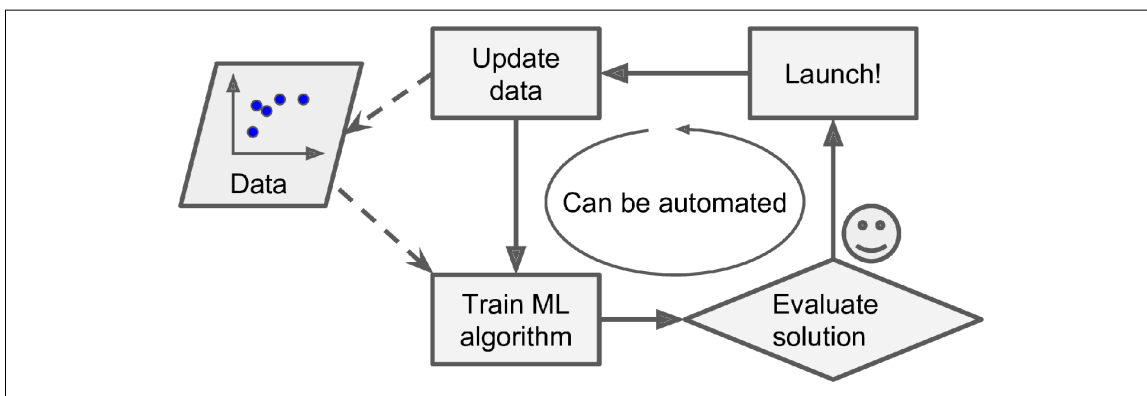 Update
data
Launch!
Data
Can be automated
Train ML
algorithm
Evaluate
solution